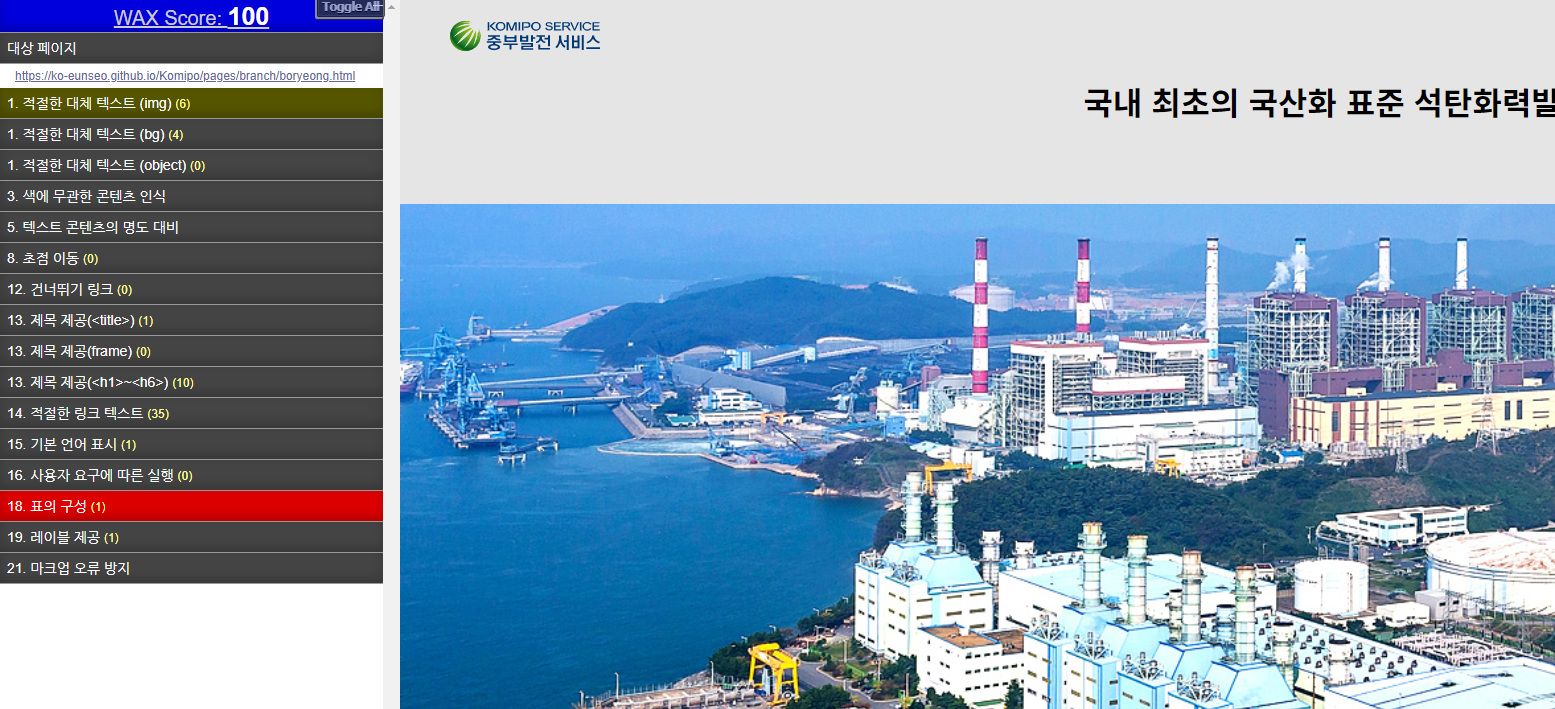 WAX Score: 100
Toggle All
대상 페이지
https://ko-eunseo.github.io/Komipo/pages/branch/boryeong.html
1. 적절한 대체 텍스트 (img) (6)
1. 적절한 대체 텍스트 (bg) (4)
1. 적절한 대체 텍스트 (object) (0)
3. 색에 무관한 콘텐츠 인식
5. 텍스트 콘텐츠의 명도 대비
8. 초점 이동 (0)
12. 건너뛰기 링크 (0)
13. 제목 제공(<title>) (1)
13. 제목 제공(frame) (0)
13. 제목 제공(<h1>~<h6>) (10)
14. 적절한 링크 텍스트 (35)
15. 기본 언어 표시 (1)
16. 사용자 요구에 따른 실행 (0)
18. 표의 구성 (1)
19. 레이블 제공 (1)
21. 마크업 오류 방지
KOMIPO SERVICE
중부발전 서비스
국내 최초의 국산화 표준 석탄화력발